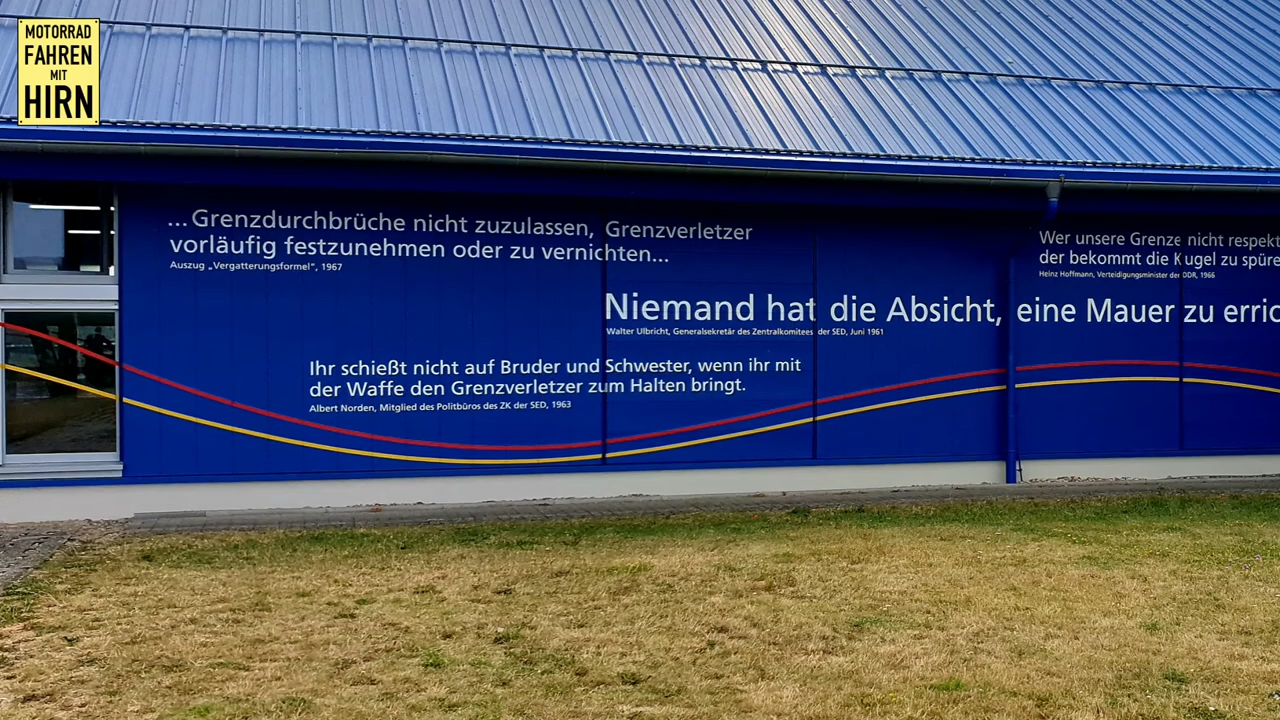 MOTORRAD
FAHREN
MIT
HIRN
...Grenzdurchbrüche nicht zuzulassen, Grenzverletzer
vorläufig festzunehmen oder zu vernichten...
Auszug „Vergatterungsformel“, 1967
Wer unsere Grenze nicht respekt
der bekommt die Kugel zu spüre
Heinz Hoffmann, Verteidigungsminister der DDR, 1966
Niemand hat die Absicht, eine Mauer zu erric
Walter Ulbricht, Generalsekretär des Zentralkomitees der SED, Juni 1961
Ihr schießt nicht auf Bruder und Schwester, wenn ihr mit
der Waffe den Grenzverletzer zum Halten bringt.
Albert Norden, Mitglied des Politbüros des ZK der SED, 1963